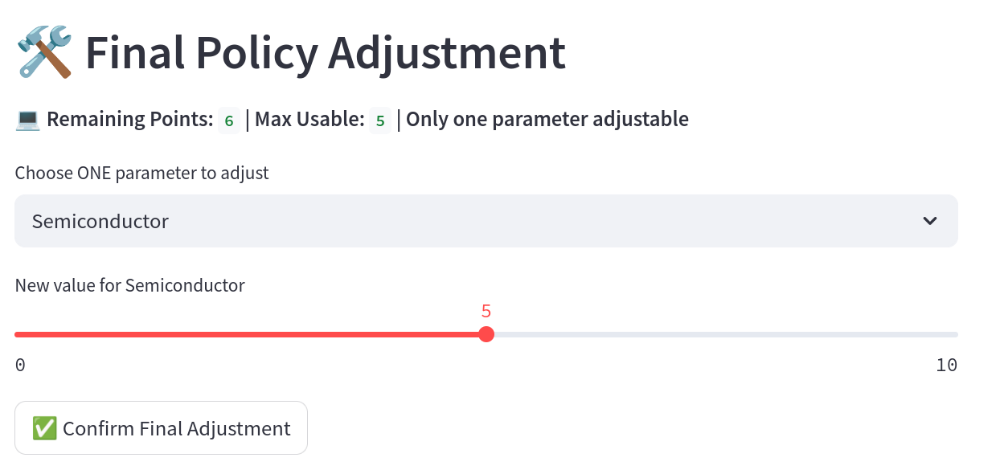 🛠️ Final Policy Adjustment
💻 Remaining Points: 6 | Max Usable: 5 | Only one parameter adjustable
Choose ONE parameter to adjust
Semiconductor
New value for Semiconductor
5
0 10
✅ Confirm Final Adjustment